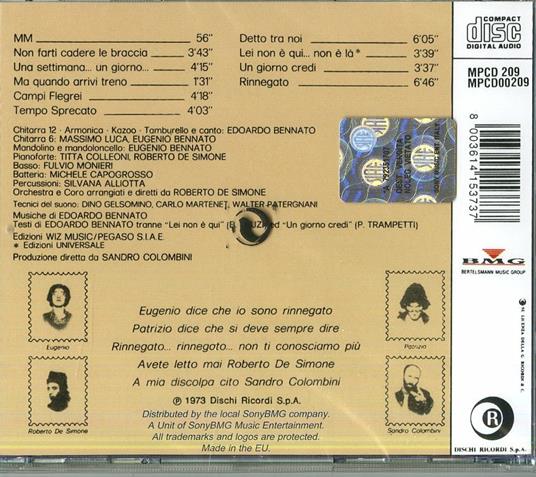 COMPACT
disc
DIGITAL AUDIO
MM 56"
Non farti cadere le braccia 3'43"
Una settimana... un giorno... 4'15"
Ma quando arrivi treno 1'31"
Campi Flegrei 4'18"
Tempo Sprecato 4'03"
Detto tra noi 6'05"
Lei non è qui... non è là* 3'39"
Un giorno credi 3'37"
Rinnegato 6'46"
MPCD 209
MPCD00209
Chitarra 12 - Armonica - Kazoo - Tamburello e canto: EDOARDO BENNATO
Chitarra 6: MASSIMO LUCA, EUGENIO BENNATO
Mandolino e mandoloncello: EUGENIO BENNATO
Pianoforte: TITTA COLLEONI, ROBERTO DE SIMONE
Basso: FULVIO MONIERI
Batteria: MICHELE CAPOGROSSO
Percussioni: SILVANA ALLIOTTA
Orchestra e Coro arrangiati e diretti da ROBERTO DE SIMONE
Tecnici del suono: DINO GELSOMINO, CARLO MARTENET, WALTER PATERGNANI
Musiche di EDOARDO BENNATO
Testi di EDOARDO BENNATO tranne "Lei non è qui" ed "Un giorno credi" (P. TRAMPETTI)
Edizioni WIZ MUSIC/PEGASO S.I.A.E.
* Edizioni UNIVERSALE
Produzione diretta da SANDRO COLOMBINI
8 003614 153737
BMG
BERTELSMANN MUSIC GROUP
Eugenio dice che io sono rinnegato
Patrizio dice che si deve sempre dire
Rinnegato... rinnegato... non ti conosciamo più
Avete letto mai Roberto De Simone
A mia discolpa cito Sandro Colombini
Eugenio
Patrizio
Roberto De Simone
Sandro Colombini
℗ 1973 Dischi Ricordi S.p.A.
Distributed by the local SonyBMG company.
A Unit of SonyBMG Music Entertainment.
All trademarks and logos are protected.
Made in the EU.
R
DISCHI RICORDI S.p.A.